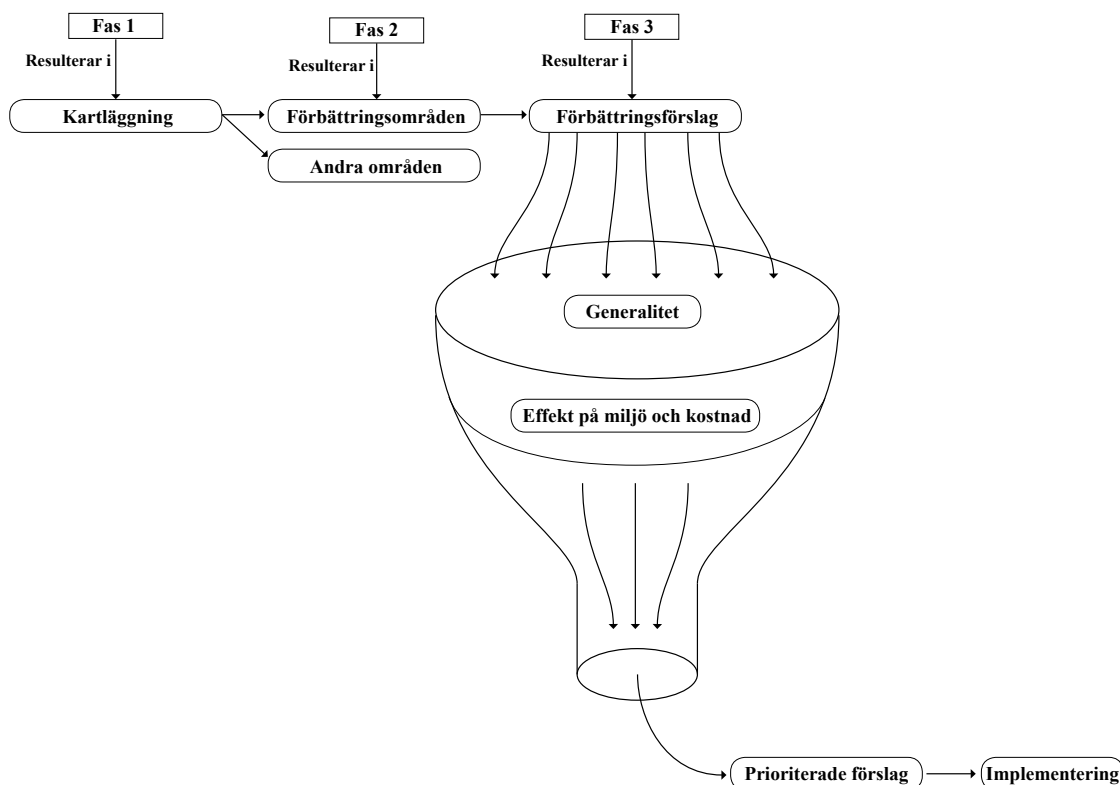 Fas 1
Fas 2
Fas 3
Resulterar i
Resulterar i
Resulterar i
Kartläggning
Förbättringsområden
Förbättringsförslag
Andra områden
Generalitet
Effekt på miljö och kostnad
Prioriterade förslag
Implementering